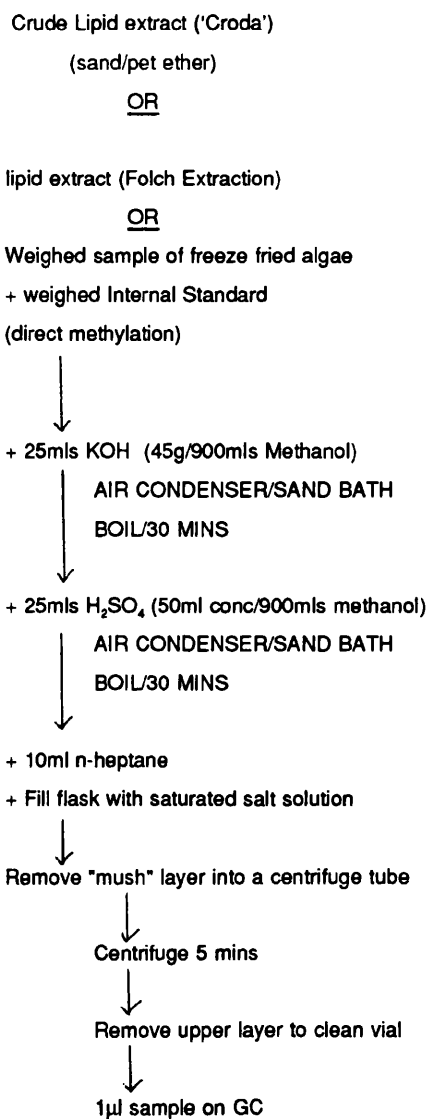 Crude Lipid extract ('Croda')
(sand/pet ether)
OR
lipid extract (Folch Extraction)
OR
Weighed sample of freeze fried algae
+ weighed Internal Standard
(direct methylation)
+ 25mls KOH (45g/900mls Methanol)
AIR CONDENSER/SAND BATH
BOIL/30 MINS
+ 25mls H₂SO₄ (50ml conc/900mls methanol)
AIR CONDENSER/SAND BATH
BOIL/30 MINS
+ 10ml n-heptane
+ Fill flask with saturated salt solution
Remove "mush" layer into a centrifuge tube
Centrifuge 5 mins
Remove upper layer to clean vial
1µl sample on GC